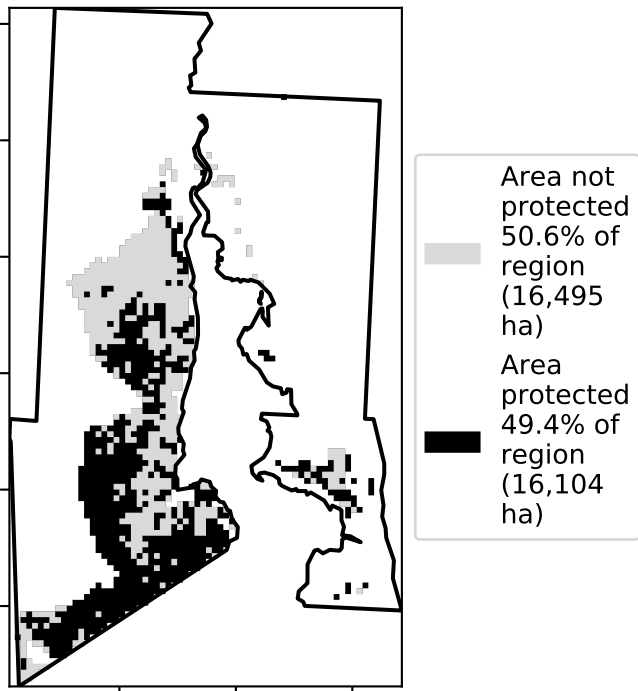 Area not
protected
50.6% of
region
(16,495
ha)
Area
protected
49.4% of
region
(16,104
ha)